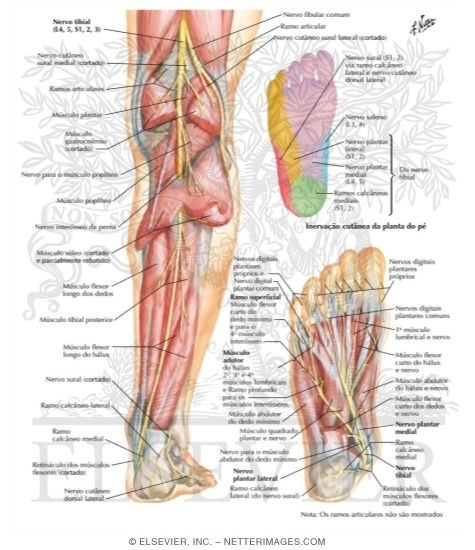 Nervo tibial
(L4, 5, S1, 2, 3)
Nervo cutâneo
sural medial (cortado)
Ramos articulares
Músculo plantar
Músculo
gastrocnêmio
(cortado)
Nervo para o músculo poplíteo
Músculo poplíteo
Nervo interósseo da perna
Músculo sóleo (cortado
e parcialmente rebatido)
Músculo flexor
longo dos dedos
Músculo tibial posterior
Músculo flexor
longo do hálux
Nervo sural (cortado)
Ramo calcâneo lateral
Ramo
calcâneo medial
Retináculo dos músculos
flexores (cortado)
Nervo cutâneo
dorsal lateral
Nervo fibular comum
Ramo articular
Nervo cutâneo sural lateral (cortado)
Nervo sural (S1, 2)
via ramo calcâneo
lateral e nervo cutâneo
dorsal lateral
Nervo safeno
(L3, 4)
Nervo plantar
lateral
(S1, 2)
Nervo plantar
medial
(L4, 5)
Ramos calcâneos
mediais
(S1, 2)
Do nervo
tibial
Inervação cutânea da planta do pé
Nervos digitais
plantares
próprios e
Nervo digital
plantar comum
Ramo superficial
Músculo flexor
curto do
dedo mínimo
e para o
4º músculo
interósseo
Músculo
adutor
do hálux
2º, 3º e 4º
músculos lumbricais
e Ramo profundo
para os
músculos interósseos
Músculo abdutor
do dedo mínimo
Músculo quadrado
plantar e nervo
Nervo para o músculo
abdutor do dedo mínimo
Nervo
plantar lateral
Ramo calcâneo
lateral (do nervo sural)
Nervos digitais
plantares
próprios
Nervos digitais
plantares comuns
1º músculo
lumbrical e nervo
Músculo flexor
curto do hálux
e nervo
Músculo abdutor
do hálux e nervo
Músculo flexor
curto dos dedos
e nervo
Nervo plantar
medial
Ramo
calcâneo
medial
Nervo
tibial
Retináculo dos
músculos flexores
(cortado)
Nota: Os ramos articulares não são mostrados
ELSEVIER
© ELSEVIER, INC. – NETTERIMAGES.COM